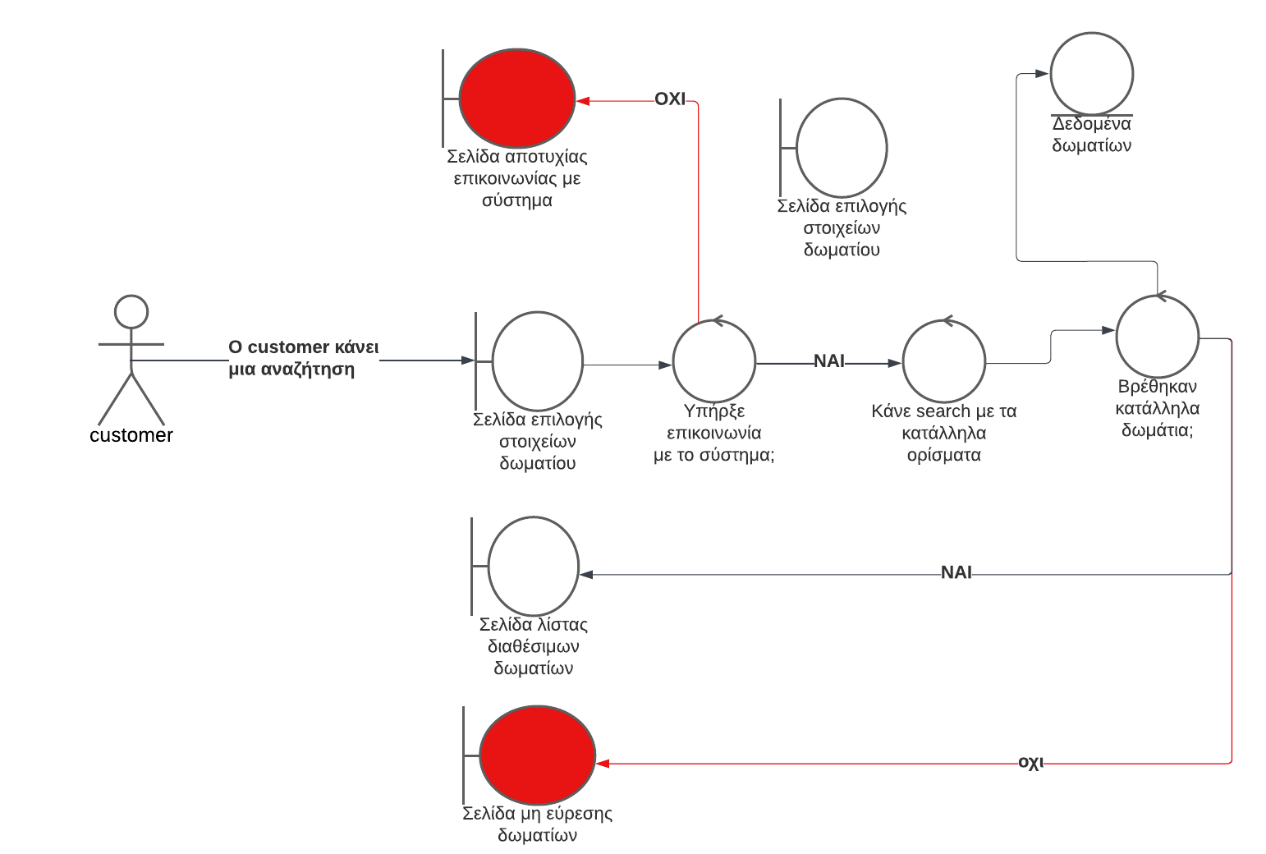 ΟΧΙ
Σελίδα αποτυχίας
επικοινωνίας με
σύστημα
Σελίδα επιλογής
στοιχείων
δωματίου
Δεδομένα
δωματίων
Ο customer κάνει
μια αναζήτηση
customer
Σελίδα επιλογής
στοιχείων
δωματίου
Υπήρξε
επικοινωνία
με το σύστημα;
ΝΑΙ
Κάνε search με τα
κατάλληλα
ορίσματα
Βρέθηκαν
κατάλληλα
δωμάτια;
ΝΑΙ
Σελίδα λίστας
διαθέσιμων
δωματίων
οχι
Σελίδα μη εύρεσης
δωματίων